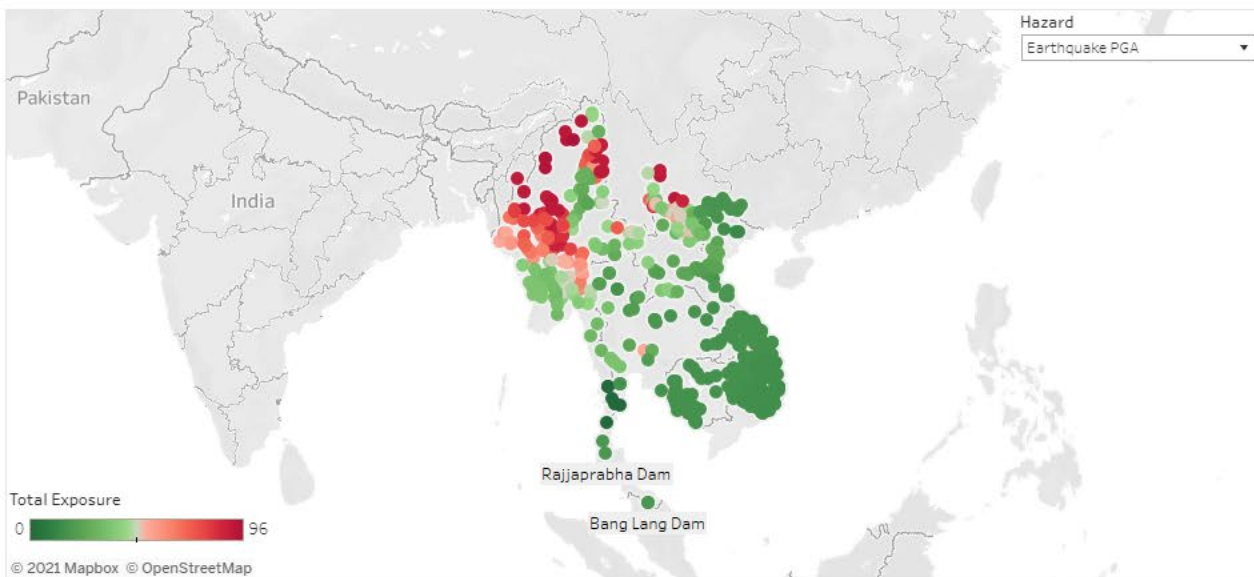 Hazard
Earthquake PGA
Pakistan
India
Rajjaprabha Dam
Bang Lang Dam
Total Exposure
0 96
© 2021 Mapbox © OpenStreetMap